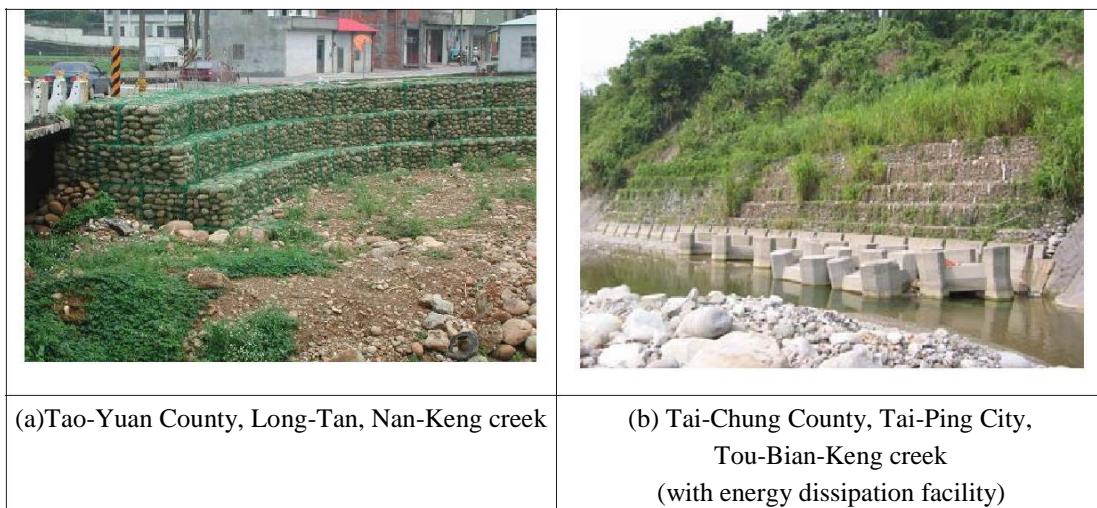 (a)Tao-Yuan County, Long-Tan, Nan-Keng creek
(b) Tai-Chung County, Tai-Ping City,
Tou-Bian-Keng creek
(with energy dissipation facility)